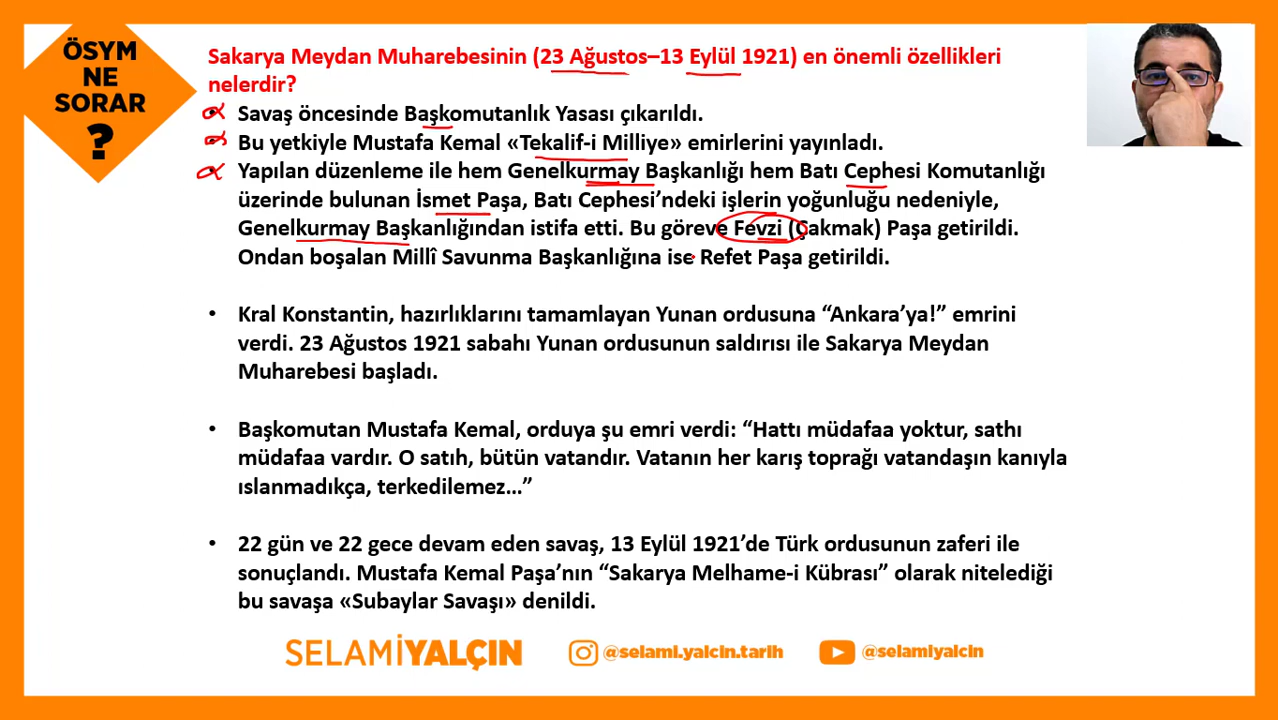 ÖSYM
NE
SORAR
?
Sakarya Meydan Muharebesinin (23 Ağustos–13 Eylül 1921) en önemli özellikleri
nelerdir?
Savaş öncesinde Başkomutanlık Yasası çıkarıldı.
Bu yetkiyle Mustafa Kemal «Tekalif-i Milliye» emirlerini yayınladı.
Yapılan düzenleme ile hem Genelkurmay Başkanlığı hem Batı Cephesi Komutanlığı
üzerinde bulunan İsmet Paşa, Batı Cephesi’ndeki işlerin yoğunluğu nedeniyle,
Genelkurmay Başkanlığından istifa etti. Bu göreve Fevzi (Çakmak) Paşa getirildi.
Ondan boşalan Millî Savunma Başkanlığına ise Refet Paşa getirildi.
• Kral Konstantin, hazırlıklarını tamamlayan Yunan ordusuna “Ankara’ya!” emrini
verdi. 23 Ağustos 1921 sabahı Yunan ordusunun saldırısı ile Sakarya Meydan
Muharebesi başladı.
• Başkomutan Mustafa Kemal, orduya şu emri verdi: “Hattı müdafaa yoktur, sathı
müdafaa vardır. O satıh, bütün vatandır. Vatanın her karış toprağı vatandaşın kanıyla
ıslanmadıkça, terkedilemez…”
• 22 gün ve 22 gece devam eden savaş, 13 Eylül 1921’de Türk ordusunun zaferi ile
sonuçlandı. Mustafa Kemal Paşa’nın “Sakarya Melhame-i Kübrası” olarak nitelediği
bu savaşa «Subaylar Savaşı» denildi.
SELAMİYALÇIN @selami.yalcin.tarih @selamiyalcin